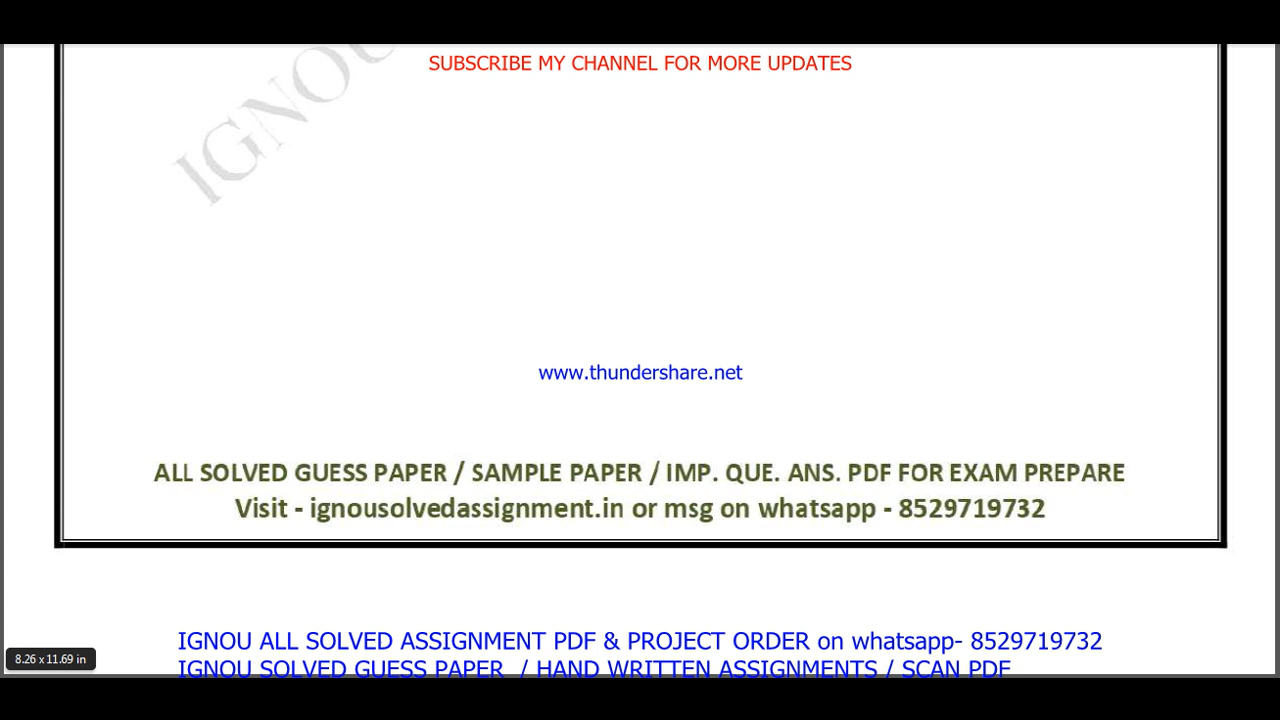 SUBSCRIBE MY CHANNEL FOR MORE UPDATES
IGNOU
www.thundershare.net
ALL SOLVED GUESS PAPER / SAMPLE PAPER / IMP. QUE. ANS. PDF FOR EXAM PREPARE
Visit - ignousolvedassignment.in or msg on whatsapp - 8529719732
IGNOU ALL SOLVED ASSIGNMENT PDF & PROJECT ORDER on whatsapp- 8529719732
8.26 x 11.69 in
IGNOU SOLVED GUESS PAPER / HAND WRITTEN ASSIGNMENTS / SCAN PDF